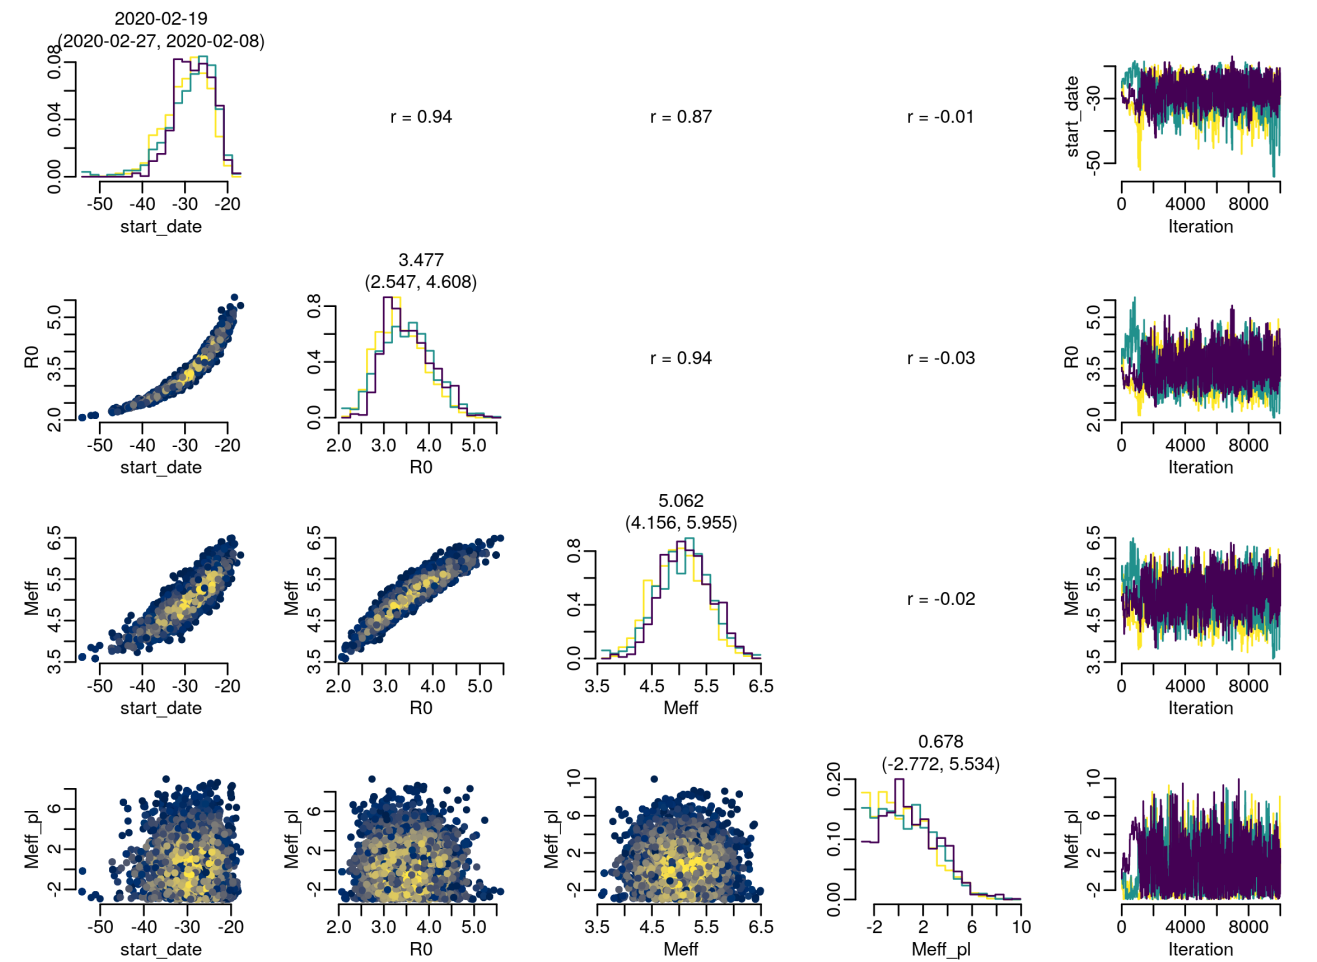 2020-02-19
(2020-02-27, 2020-02-08)
0.00 0.04 0.08
-50 -40 -30 -20
start_date
r = 0.94
r = 0.87
r = -0.01
start_date
-50 -30
0 4000 8000
Iteration
R0
2.0 3.5 5.0
-50 -40 -30 -20
start_date
3.477
(2.547, 4.608)
0.0 0.4 0.8
2.0 3.0 4.0 5.0
R0
r = 0.94
r = -0.03
R0
2.0 3.5 5.0
0 4000 8000
Iteration
Meff
3.5 4.5 5.5 6.5
-50 -40 -30 -20
start_date
Meff
3.5 4.5 5.5 6.5
2.0 3.0 4.0 5.0
R0
5.062
(4.156, 5.955)
0.0 0.4 0.8
3.5 4.5 5.5 6.5
Meff
r = -0.02
Meff
3.5 4.5 5.5 6.5
0 4000 8000
Iteration
Meff_pl
-2 2 6
-50 -40 -30 -20
start_date
Meff_pl
-2 2 6
2.0 3.0 4.0 5.0
R0
Meff_pl
-2 2 6 10
3.5 4.5 5.5 6.5
Meff
0.678
(-2.772, 5.534)
0.00 0.10 0.20
-2 2 6 10
Meff_pl
Meff_pl
-2 2 6 10
0 4000 8000
Iteration